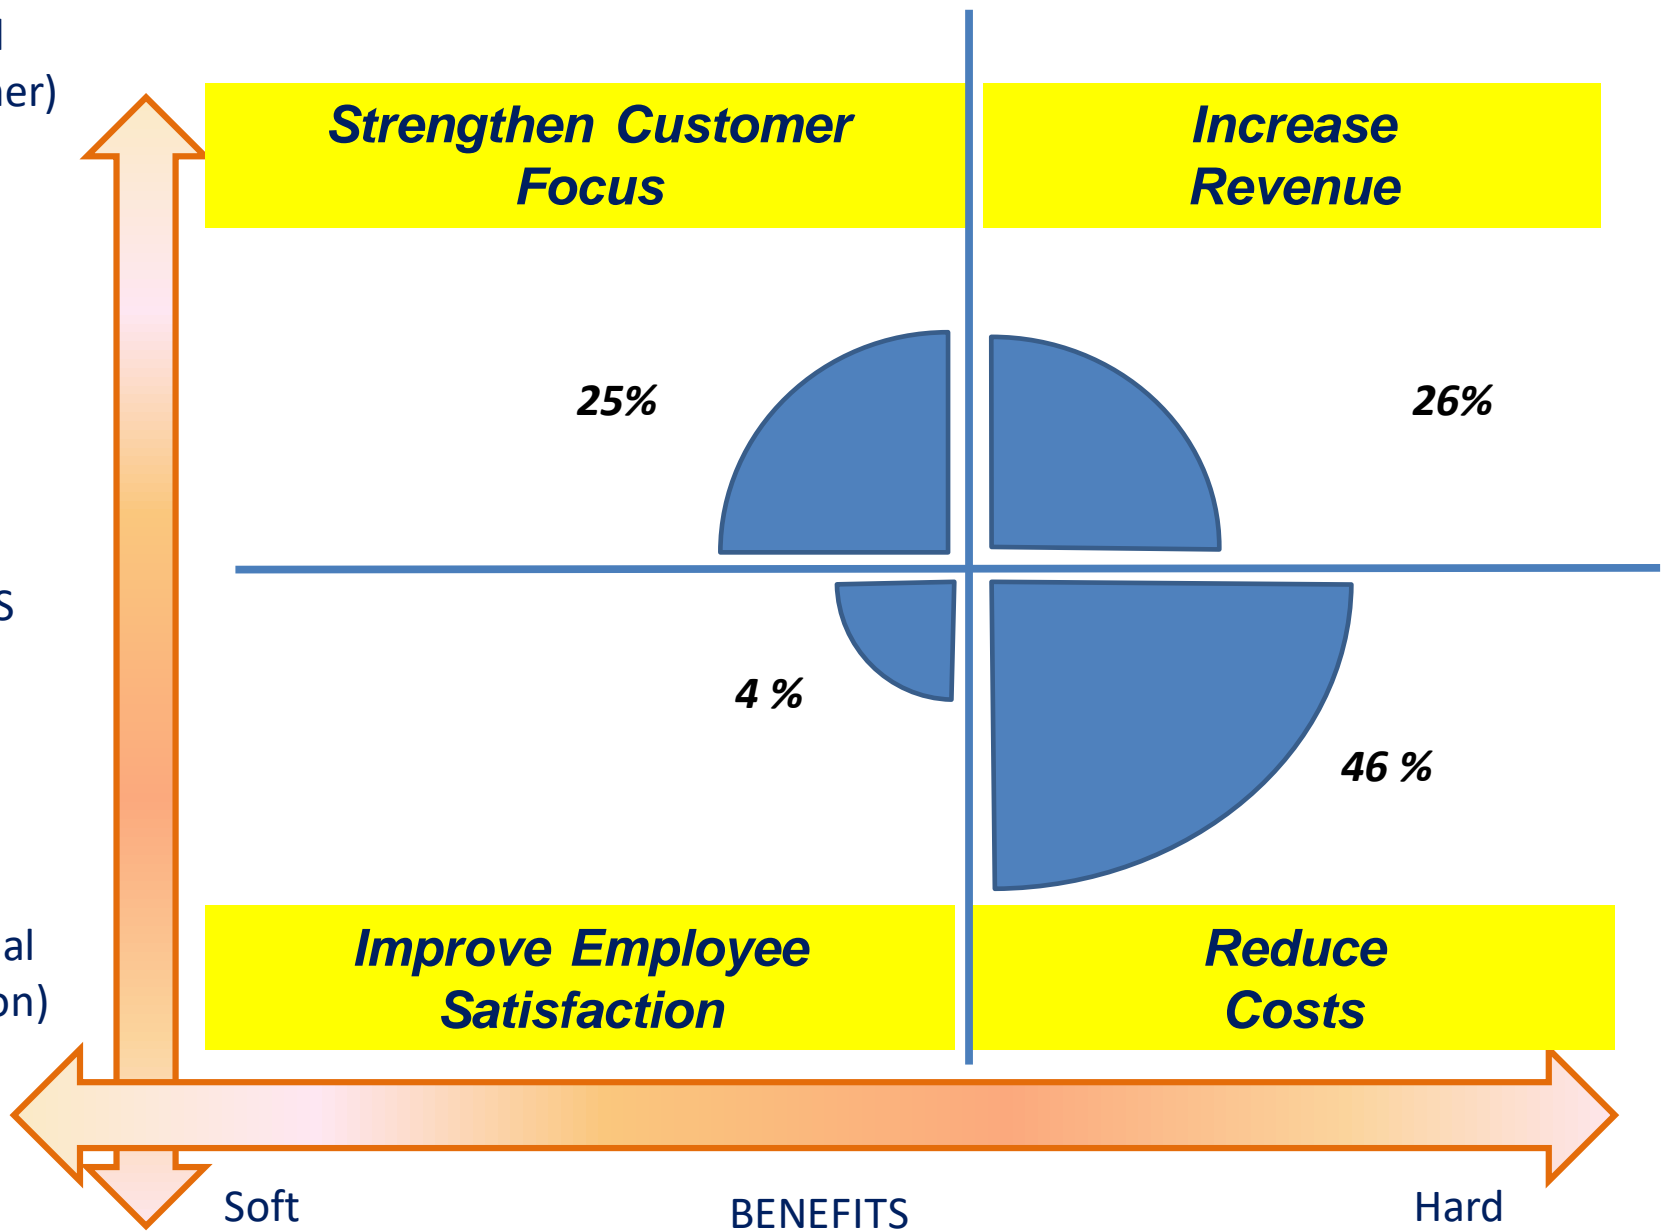 ner)
Strengthen Customer
Focus
Increase
Revenue
25%
26%
S
4 %
46 %
al
on)
Improve Employee
Satisfaction
Reduce
Costs
Soft
BENEFITS
Hard